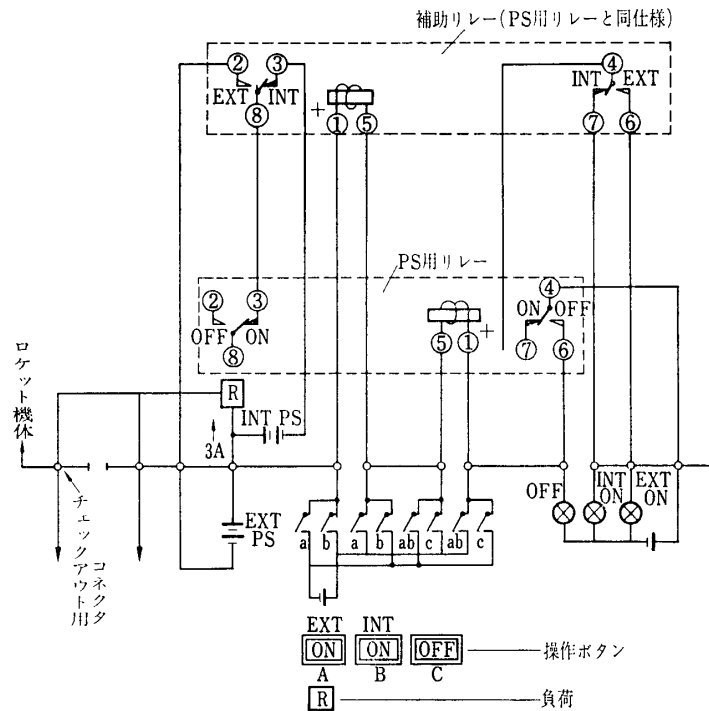 補助リレー(PS用リレーと同仕様)
② ③ ④
EXT INT INT EXT
⑧ + ① ⑤ ⑦ ⑥
PS用リレー
② ③ ④
OFF ON ON OFF
⑧ ⑤ ① + ⑦ ⑥
ロケット機体
R
INT PS
3A
チェックアウト用
コネクタ
EXT
PS
a b a b ab c ab c
OFF
INT
ON
EXT
ON
EXT INT
ON ON OFF 操作ボタン
A B C
R 負荷